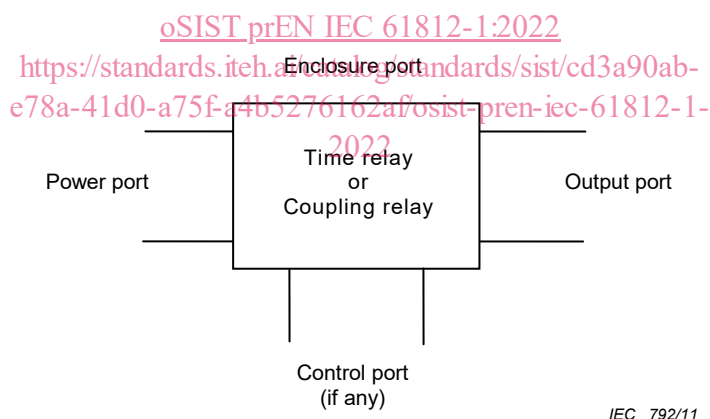 oSIST prEN IEC 61812-1:2022
https://standards.iteh.ai/catalog/standards/sist/cd3a90ab-
Enclosure port
e78a-41d0-a75f-a4b5276162af/osist-pren-iec-61812-1-
2022
Time relay
or
Coupling relay
Power port
Output port
Control port
(if any)
IEC 792/11